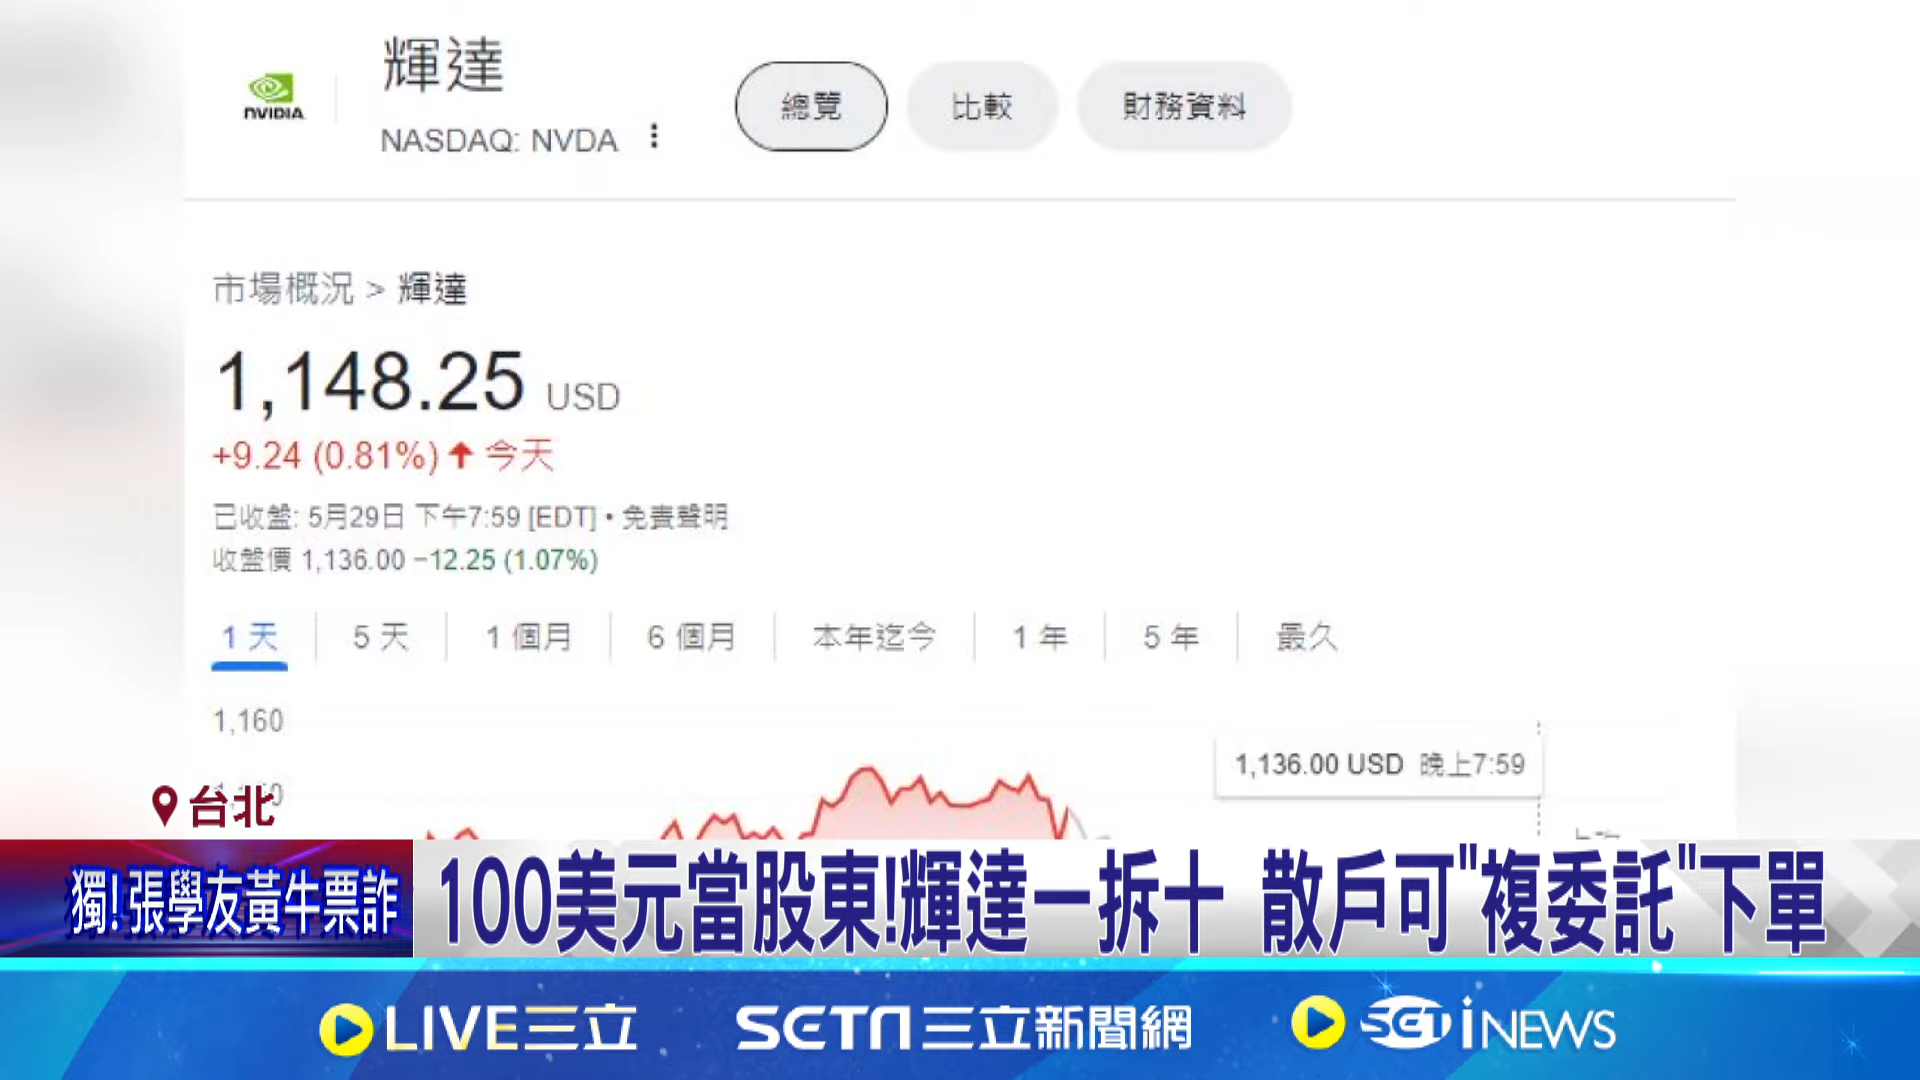 NVIDIA
輝達
NASDAQ: NVDA
總覽
比較
財務資料
市場概況 > 輝達
1,148.25 USD
+9.24 (0.81%) ↑ 今天
已收盤: 5月29日 下午7:59 [EDT] • 免責聲明
收盤價 1,136.00 −12.25 (1.07%)
1 天
5 天
1 個月
6 個月
本年迄今
1 年
5 年
最久
1,160
1,136.00 USD 晚上7:59
台北
獨!張學友黃牛票詐
100美元當股東!輝達一拆十 散戶可"複委託"下單
LIVE三立
SETN三立新聞網
SET iNEWS